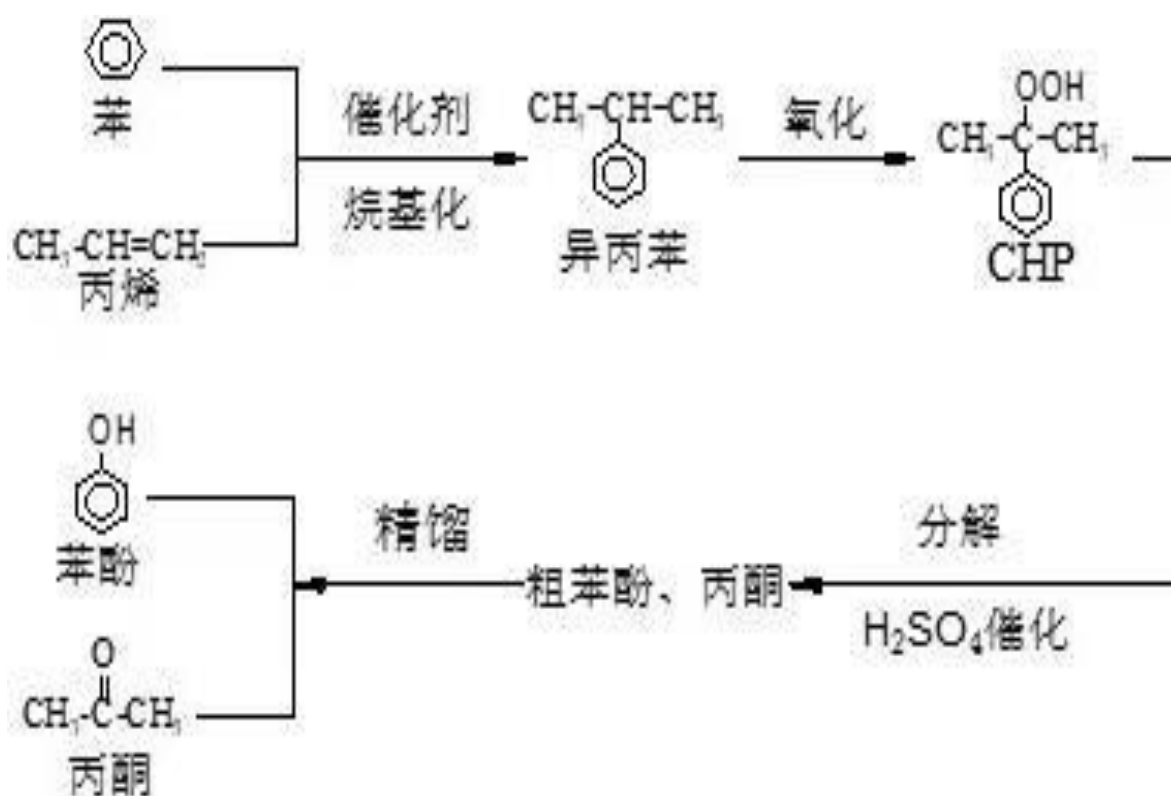 苯
CH₃-CH=CH₂
丙烯
催化剂
烷基化
CH₃-CH-CH₃
异丙苯
氧化
OOH
CH₃-C-CH₃
CHP
分解
H₂SO₄催化
粗苯酚、丙酮
精馏
OH
苯酚
O
CH₃-C-CH₃
丙酮